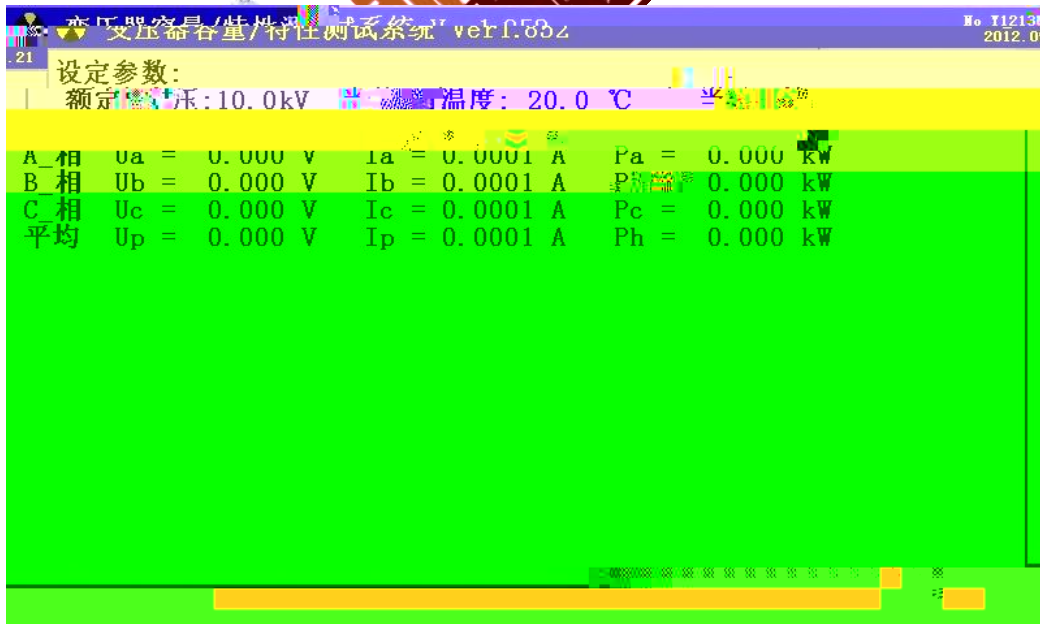 变压器容量/特性测试系统 Ver1.852
No Y1213
2012.0
.21
设定参数:
额定 压:10.0kV 温度: 20.0 ℃
A_相 Ua = 0.000 V Ia = 0.0001 A Pa = 0.000 kW
B_相 Ub = 0.000 V Ib = 0.0001 A P 0.000 kW
C_相 Uc = 0.000 V Ic = 0.0001 A Pc = 0.000 kW
平均 Up = 0.000 V Ip = 0.0001 A Ph = 0.000 kW